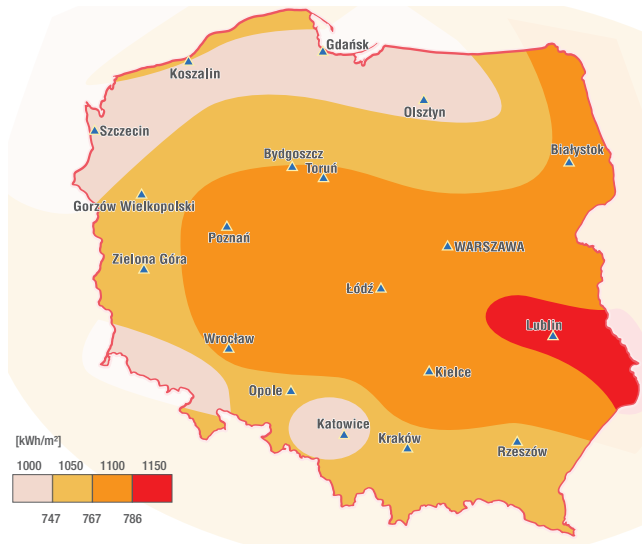 Gdańsk
Koszalin
Olsztyn
Szczecin
Białystok
Bydgoszcz
Toruń
Gorzów Wielkopolski
Poznań
WARSZAWA
Zielona Góra
Łódź
Lublin
Wrocław
Kielce
Opole
Katowice
Kraków
Rzeszów
[kWh/m²]
1000 1050 1100 1150
747 767 786